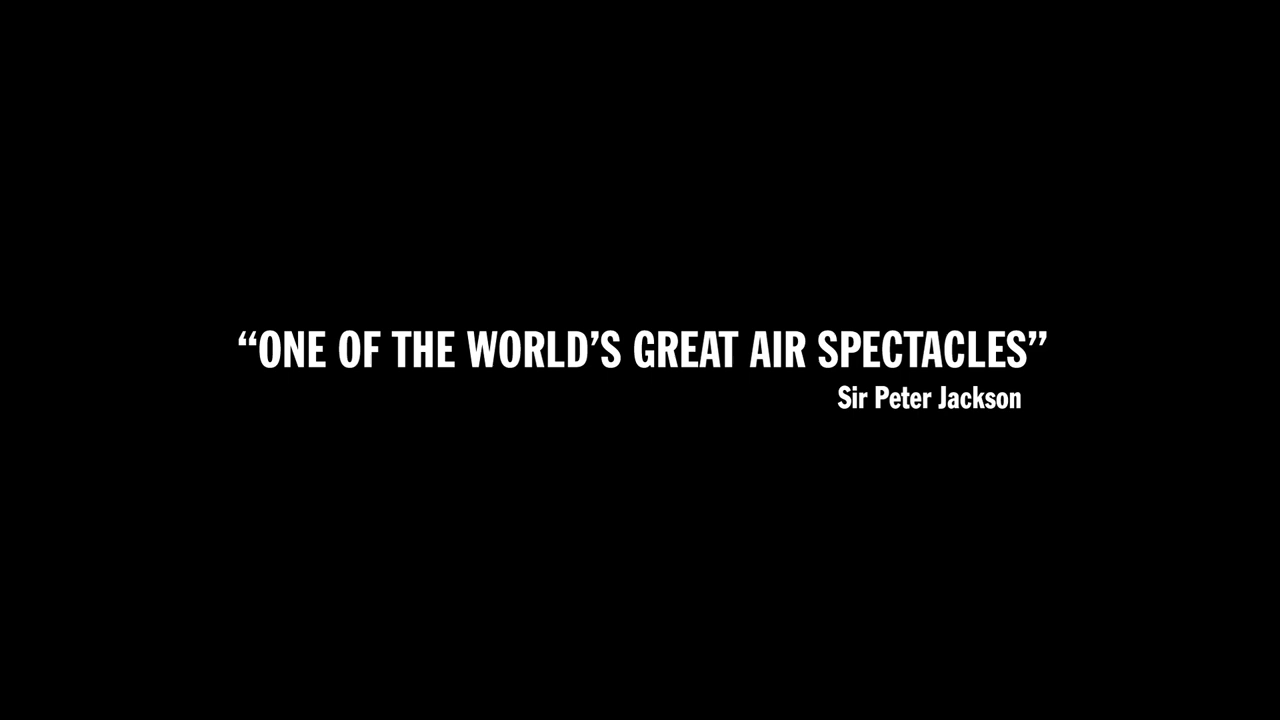 “ONE OF THE WORLD’S GREAT AIR SPECTACLES”
Sir Peter Jackson